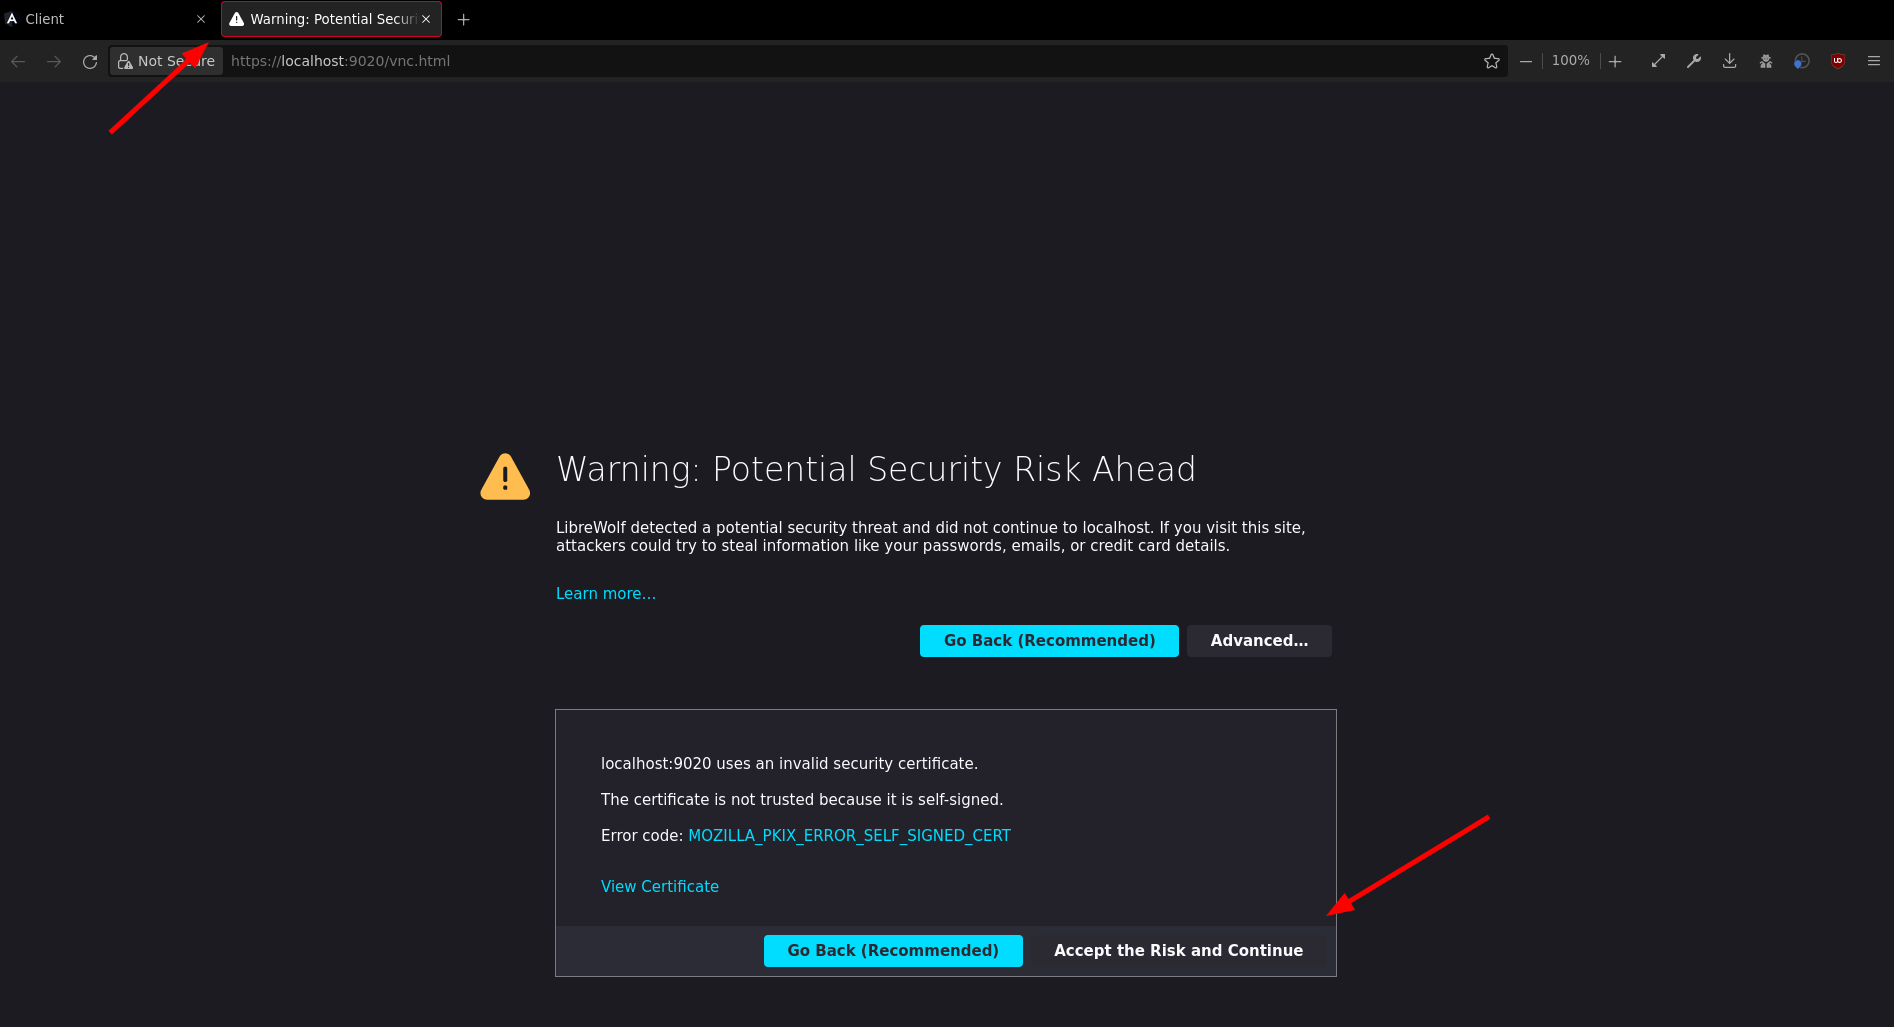 Client
Warning: Potential Securi
Not Secure
https://localhost:9020/vnc.html
100%
Warning: Potential Security Risk Ahead
LibreWolf detected a potential security threat and did not continue to localhost. If you visit this site,
attackers could try to steal information like your passwords, emails, or credit card details.
Learn more…
Go Back (Recommended)
Advanced…
localhost:9020 uses an invalid security certificate.
The certificate is not trusted because it is self-signed.
Error code: MOZILLA_PKIX_ERROR_SELF_SIGNED_CERT
View Certificate
Go Back (Recommended)
Accept the Risk and Continue